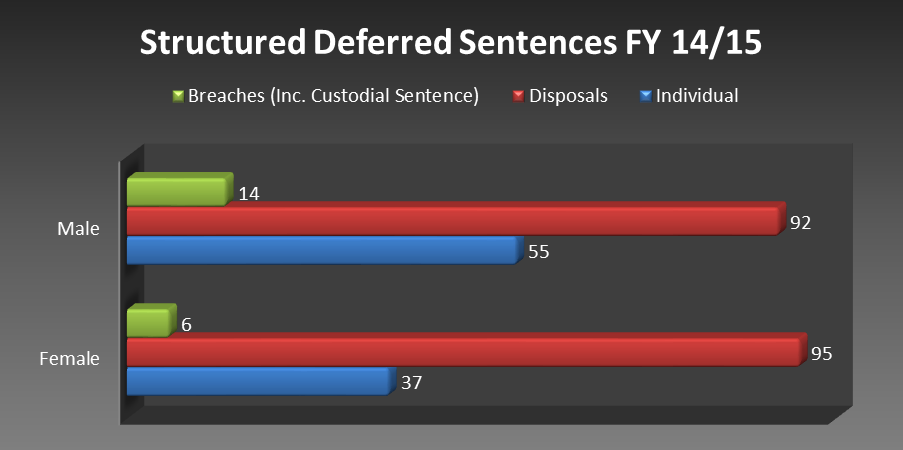 Structured Deferred Sentences FY 14/15
Breaches (Inc. Custodial Sentence) Disposals Individual
14
Male 92
55
6
Female 95
37